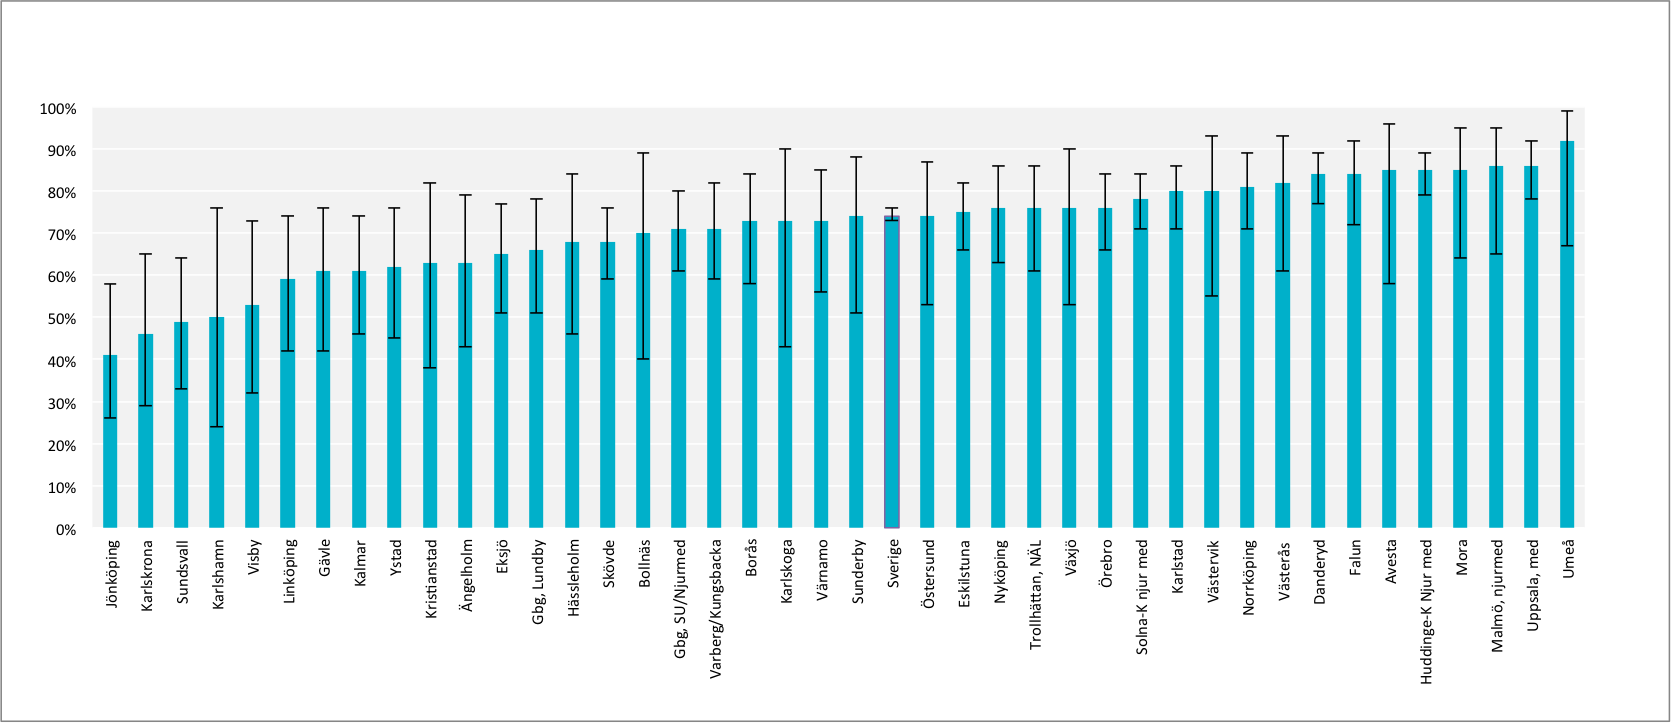 100%
90%
80%
70%
60%
50%
40%
30%
20%
10%
0%
Jönköping
Karlskrona
Sundsvall
Karlshamn
Visby
Linköping
Gävle
Kalmar
Ystad
Kristianstad
Ängelholm
Eksjö
Gbg, Lundby
Hässleholm
Skövde
Bollnäs
Gbg, SU/Njurmed
Varberg/Kungsbacka
Borås
Karlskoga
Värnamo
Sunderby
Sverige
Östersund
Eskilstuna
Nyköping
Trollhättan, NÄL
Växjö
Örebro
Solna-K njur med
Karlstad
Västervik
Norrköping
Västerås
Danderyd
Falun
Avesta
Huddinge-K Njur med
Mora
Malmö, njurmed
Uppsala, med
Umeå